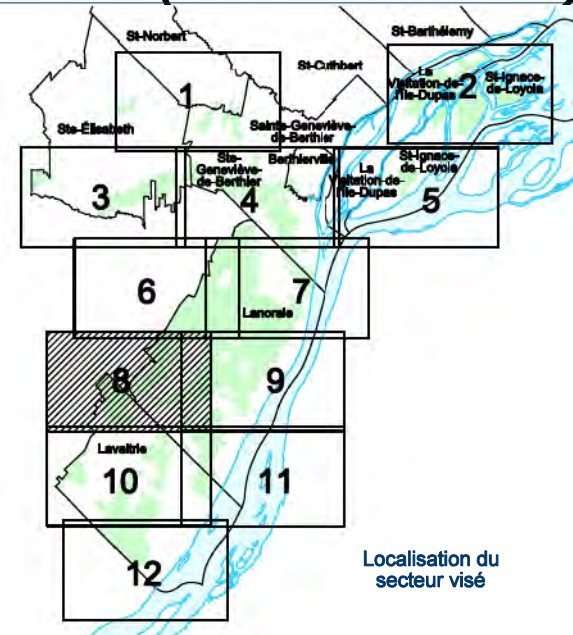 St-Norbert
St-Barthélemy
St-Cuthbert
1
La
Visitation-de-
l'Île-Dupas
2
St-Ignace-
de-Loyola
Ste-Élisabeth
Sainte-Geneviève-
de-Berthier
3
Ste-
Geneviève-
de-Berthier
4
Berthierville
La
Visitation-de-
l'Île-Dupas
St-Ignace-
de-Loyola
5
6
7
Lanoraie
8
9
Lavaltrie
10
11
12
Localisation du
secteur visé